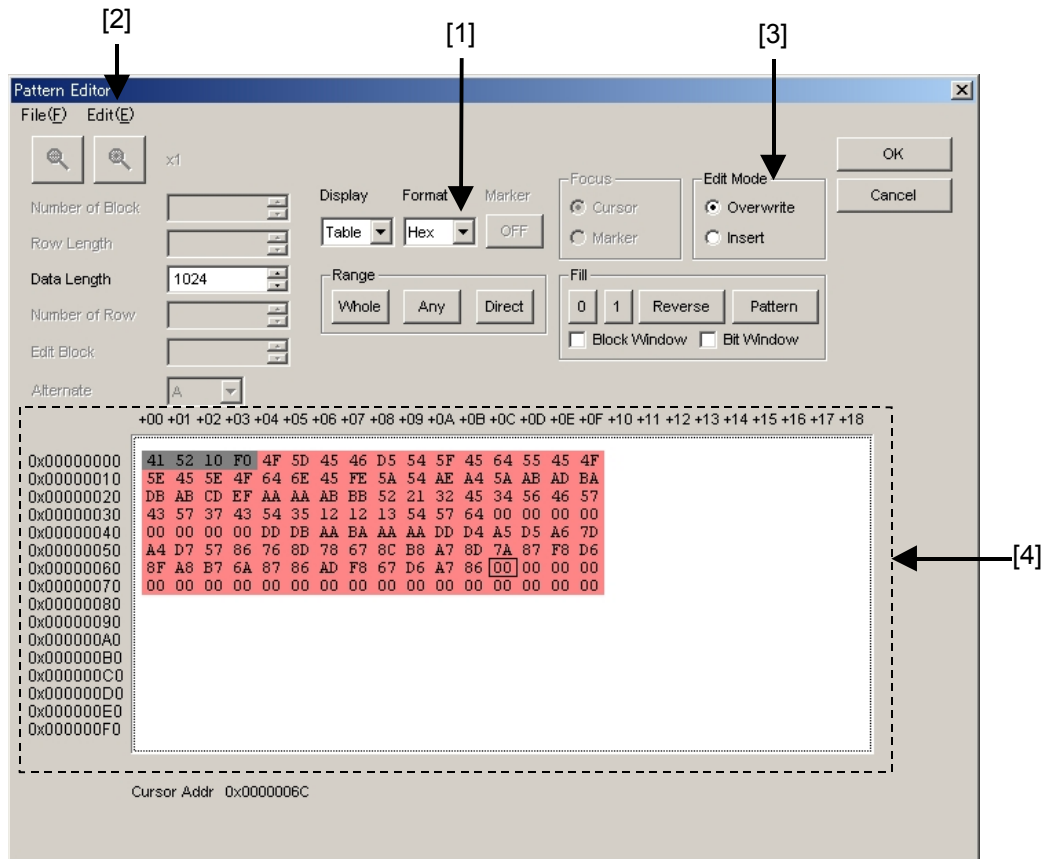 [2]
[1]
[3]
Pattern Editor
File(F) Edit(E)
x1
OK
Cancel
Number of Block
Row Length
Data Length 1024
Number of Row
Edit Block
Alternate A
Display Format Marker
Table Hex OFF
Focus
Cursor
Marker
Edit Mode
Overwrite
Insert
Range
Whole Any Direct
Fill
0 1 Reverse Pattern
Block Window Bit Window
+00 +01 +02 +03 +04 +05 +06 +07 +08 +09 +0A +0B +0C +0D +0E +0F +10 +11 +12 +13 +14 +15 +16 +17 +18
0x00000000 41 52 10 F0 4F 5D 45 46 D5 54 5F 45 64 55 45 4F
0x00000010 5E 45 5E 4F 64 6E 45 FE 5A 54 AE A4 5A AB AD BA
0x00000020 DB AB CD EF AA AA AB BB 52 21 32 45 34 56 46 57
0x00000030 43 57 37 43 54 35 12 12 13 54 57 64 00 00 00 00
0x00000040 00 00 00 00 DD DB AA BA AA AA DD D4 A5 D5 A6 7D
0x00000050 A4 D7 57 86 76 8D 78 67 8C B8 A7 8D 7A 87 F8 D6
0x00000060 8F A8 B7 6A 87 86 AD F8 67 D6 A7 86 00 00 00 00
0x00000070 00 00 00 00 00 00 00 00 00 00 00 00 00 00 00 00
0x00000080
0x00000090
0x000000A0
0x000000B0
0x000000C0
0x000000D0
0x000000E0
0x000000F0
[4]
Cursor Addr 0x0000006C